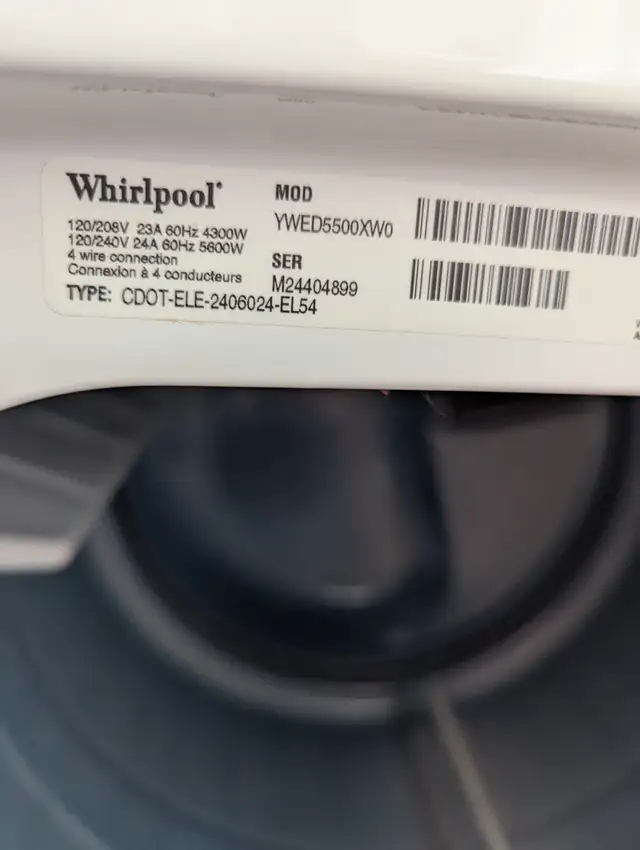 Whirlpool
120/208V 23A 60Hz 4300W
120/240V 24A 60Hz 5600W
4 wire connection
Connexion à 4 conducteurs
TYPE: CDOT-ELE-2406024-EL54
MOD
YWED5500XW0
SER
M24404899